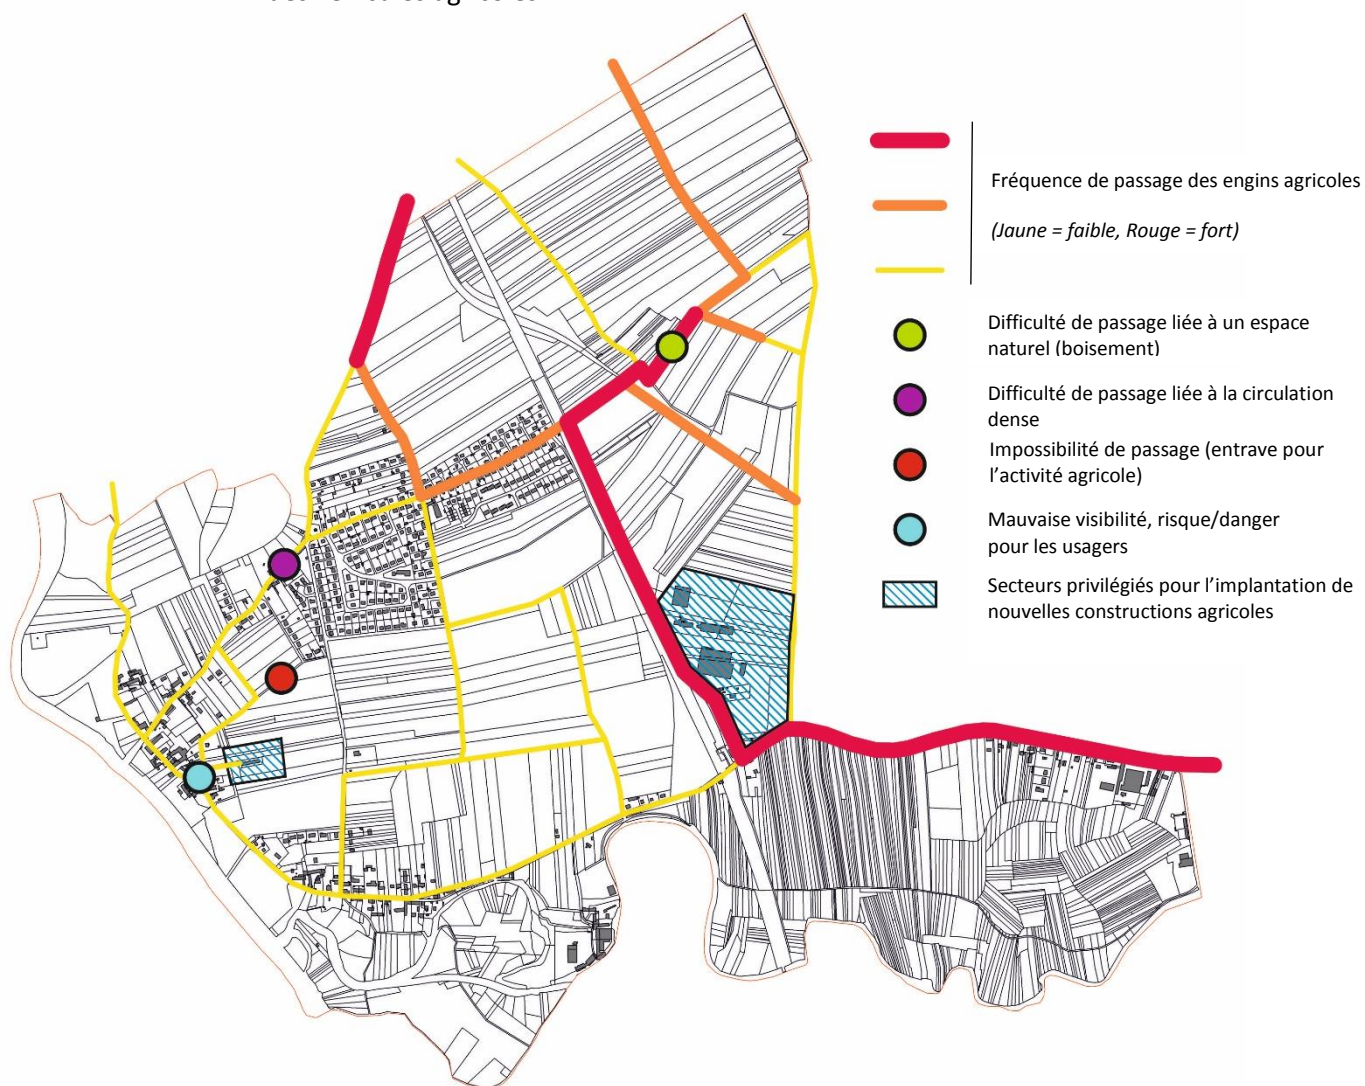 Fréquence de passage des engins agricoles
(Jaune = faible, Rouge = fort)
Difficulté de passage liée à un espace
naturel (boisement)
Difficulté de passage liée à la circulation
dense
Impossibilité de passage (entrave pour
l’activité agricole)
Mauvaise visibilité, risque/danger
pour les usagers
Secteurs privilégiés pour l’implantation de
nouvelles constructions agricoles